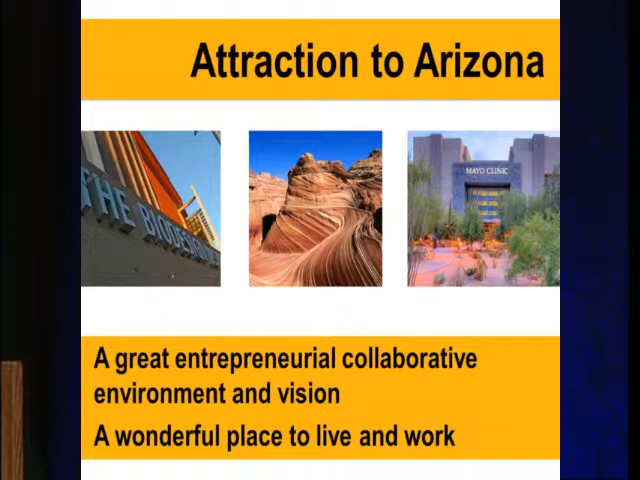 Attraction to Arizona
THE BIODESIGN
MAYO CLINIC
A great entrepreneurial collaborative
environment and vision
A wonderful place to live and work